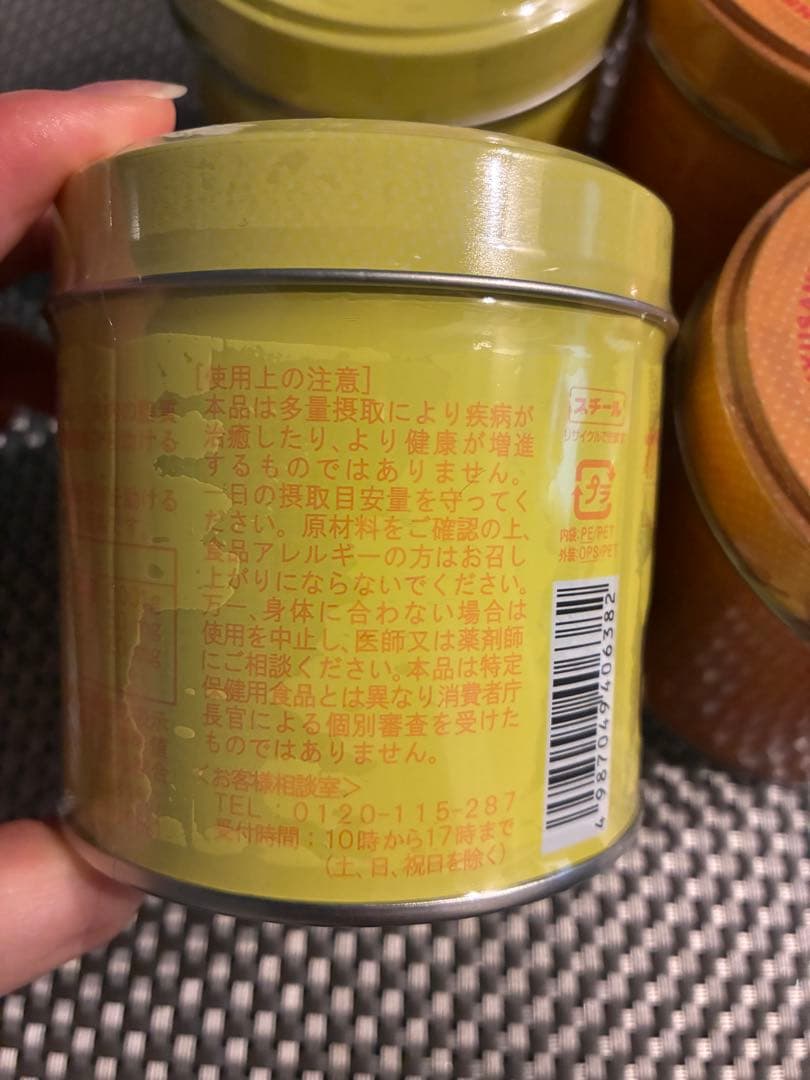 [使用上の注意]
本品は多量摂取により疾病が
治癒したり、より健康が増進
するものではありません。
一日の摂取目安量を守ってく
ださい。原材料をご確認の上、
食品アレルギーの方はお召し
上がりにならないでください。
万一、身体に合わない場合は
使用を中止し、医師又は薬剤師
にご相談ください。本品は特定
保健用食品とは異なり消費者庁
長官による個別審査を受けた
ものではありません。
<お客様相談室>
TEL:0120-115-287
受付時間:10時から17時まで
(土、日、祝日を除く)
スチール
プラ
内袋:PE/PET
外装:OPS/PET
4987049406382